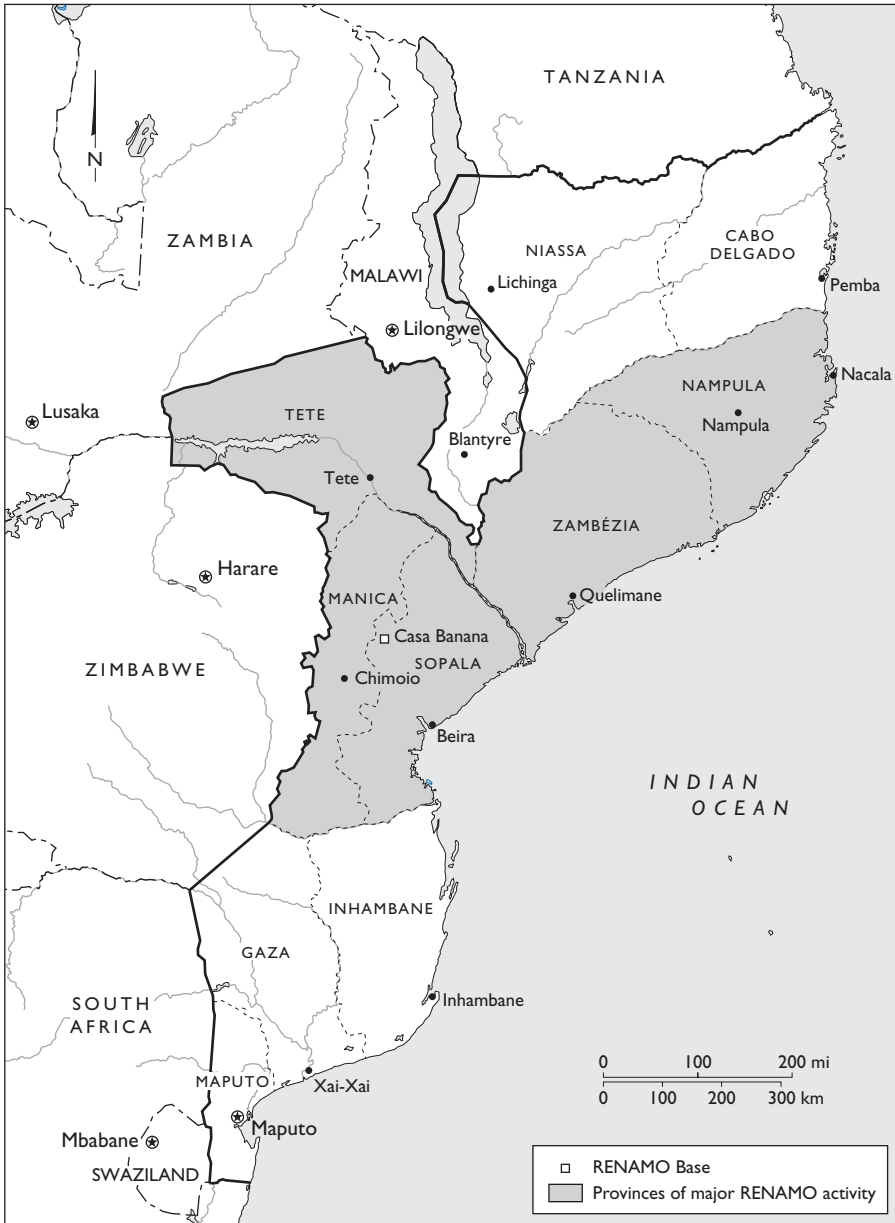 TANZANIA
N
ZAMBIA
CABO
DELGADO
NIASSA
MALAWI
Lichinga
Pemba
Lilongwe
Nacala
NAMPULA
Lusaka
TETE
Nampula
Blantyre
Tete
ZAMBÉZIA
Harare
MANICA
Quelimane
Casa Banana
SOPALA
ZIMBABWE
Chimoio
Beira
INDIAN
OCEAN
INHAMBANE
GAZA
SOUTH
AFRICA
Inhambane
0 100 200 mi
0 100 200 300 km
MAPUTO
Xai-Xai
Maputo
Mbabane
SWAZILAND
RENAMO Base
Provinces of major RENAMO activity